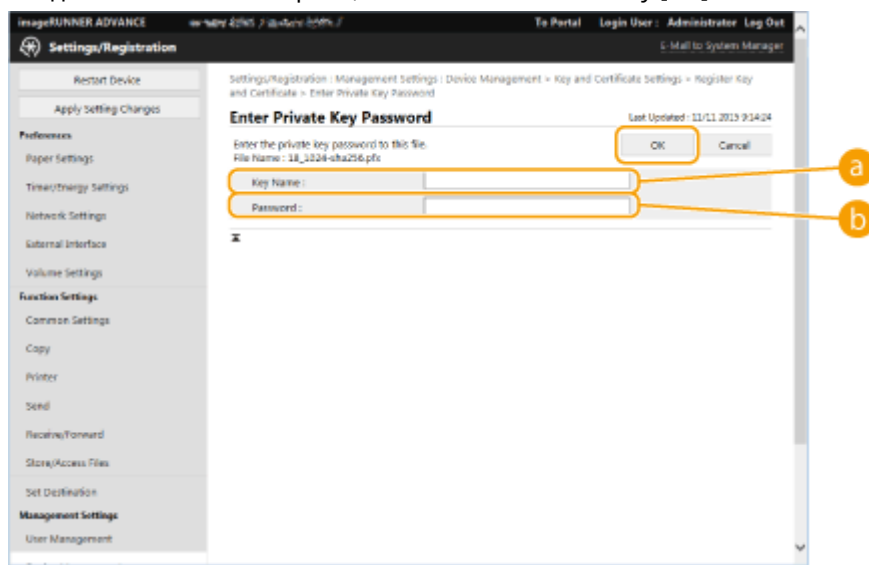 imageRUNNER ADVANCE To Portal Login User : Administrator Log Out
Settings/Registration E-Mail to System Manager
Restart Device
Apply Setting Changes
Preferences
Paper Settings
Timer/Energy Settings
Network Settings
External Interface
Volume Settings
Function Settings
Common Settings
Copy
Printer
Send
Receive/Forward
Store/Access Files
Set Destination
Management Settings
User Management
Settings/Registration : Management Settings : Device Management > Key and Certificate Settings > Register Key
and Certificate > Enter Private Key Password
Enter Private Key Password Last Updated : 11/11 2013 9:14:24
Enter the private key password to this file. OK Cancel
File Name : 18_1024-sha256.pfx
Key Name : a
Password : b